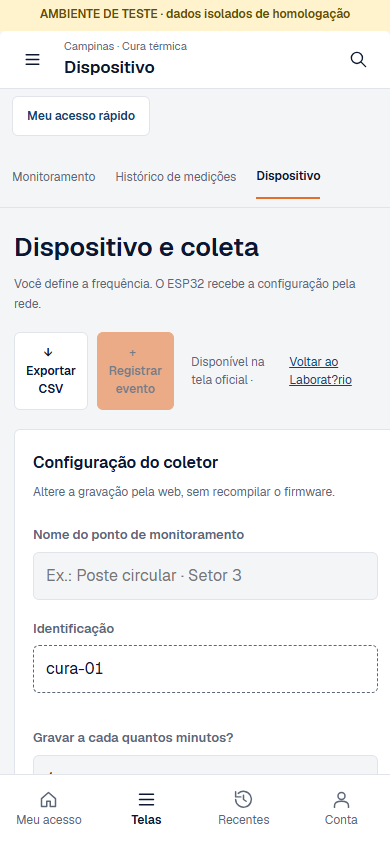 AMBIENTE DE TESTE · dados isolados de homologação
Campinas · Cura térmica
Dispositivo
Meu acesso rápido
Monitoramento
Histórico de medições
Dispositivo
Dispositivo e coleta
Você define a frequência. O ESP32 recebe a configuração pela
rede.
↓
Exportar
CSV
+
Registrar
evento
Disponível na
tela oficial ·
Voltar ao
Laborat?rio
Configuração do coletor
Altere a gravação pela web, sem recompilar o firmware.
Nome do ponto de monitoramento
Ex.: Poste circular · Setor 3
Identificação
cura-01
Gravar a cada quantos minutos?
Meu acesso
Telas
Recentes
Conta